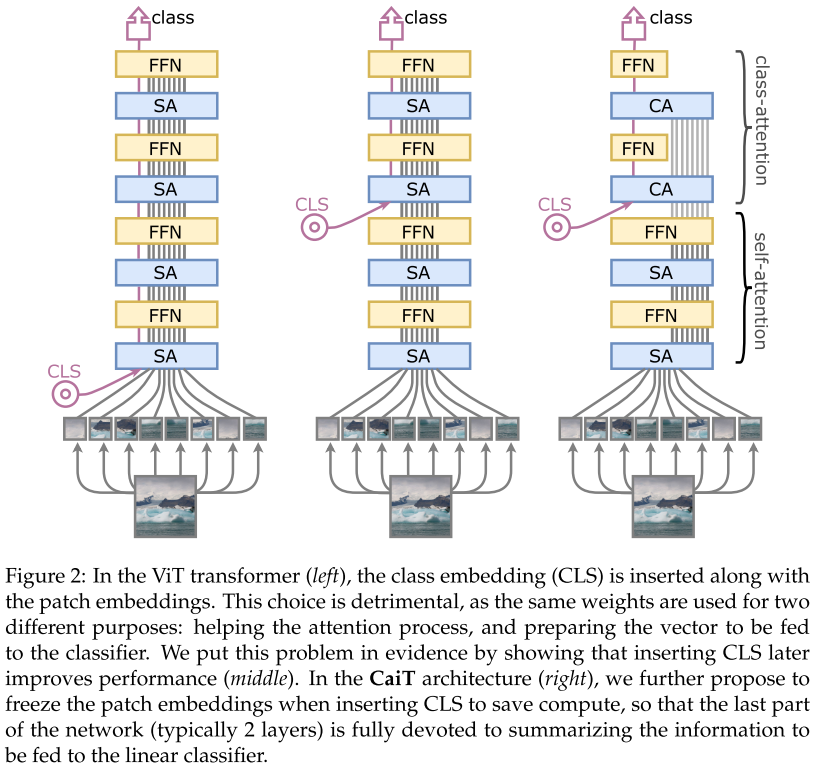 class class class
FFN FFN FFN
SA SA CA
FFN FFN FFN
SA SA CA
class-attention
CLS CLS
FFN FFN FFN
SA SA SA
FFN FFN FFN
SA SA SA
self-attention
CLS
Figure 2: In the ViT transformer (left), the class embedding (CLS) is inserted along with
the patch embeddings. This choice is detrimental, as the same weights are used for two
different purposes: helping the attention process, and preparing the vector to be fed
to the classifier. We put this problem in evidence by showing that inserting CLS later
improves performance (middle). In the CaiT architecture (right), we further propose to
freeze the patch embeddings when inserting CLS to save compute, so that the last part
of the network (typically 2 layers) is fully devoted to summarizing the information to
be fed to the linear classifier.